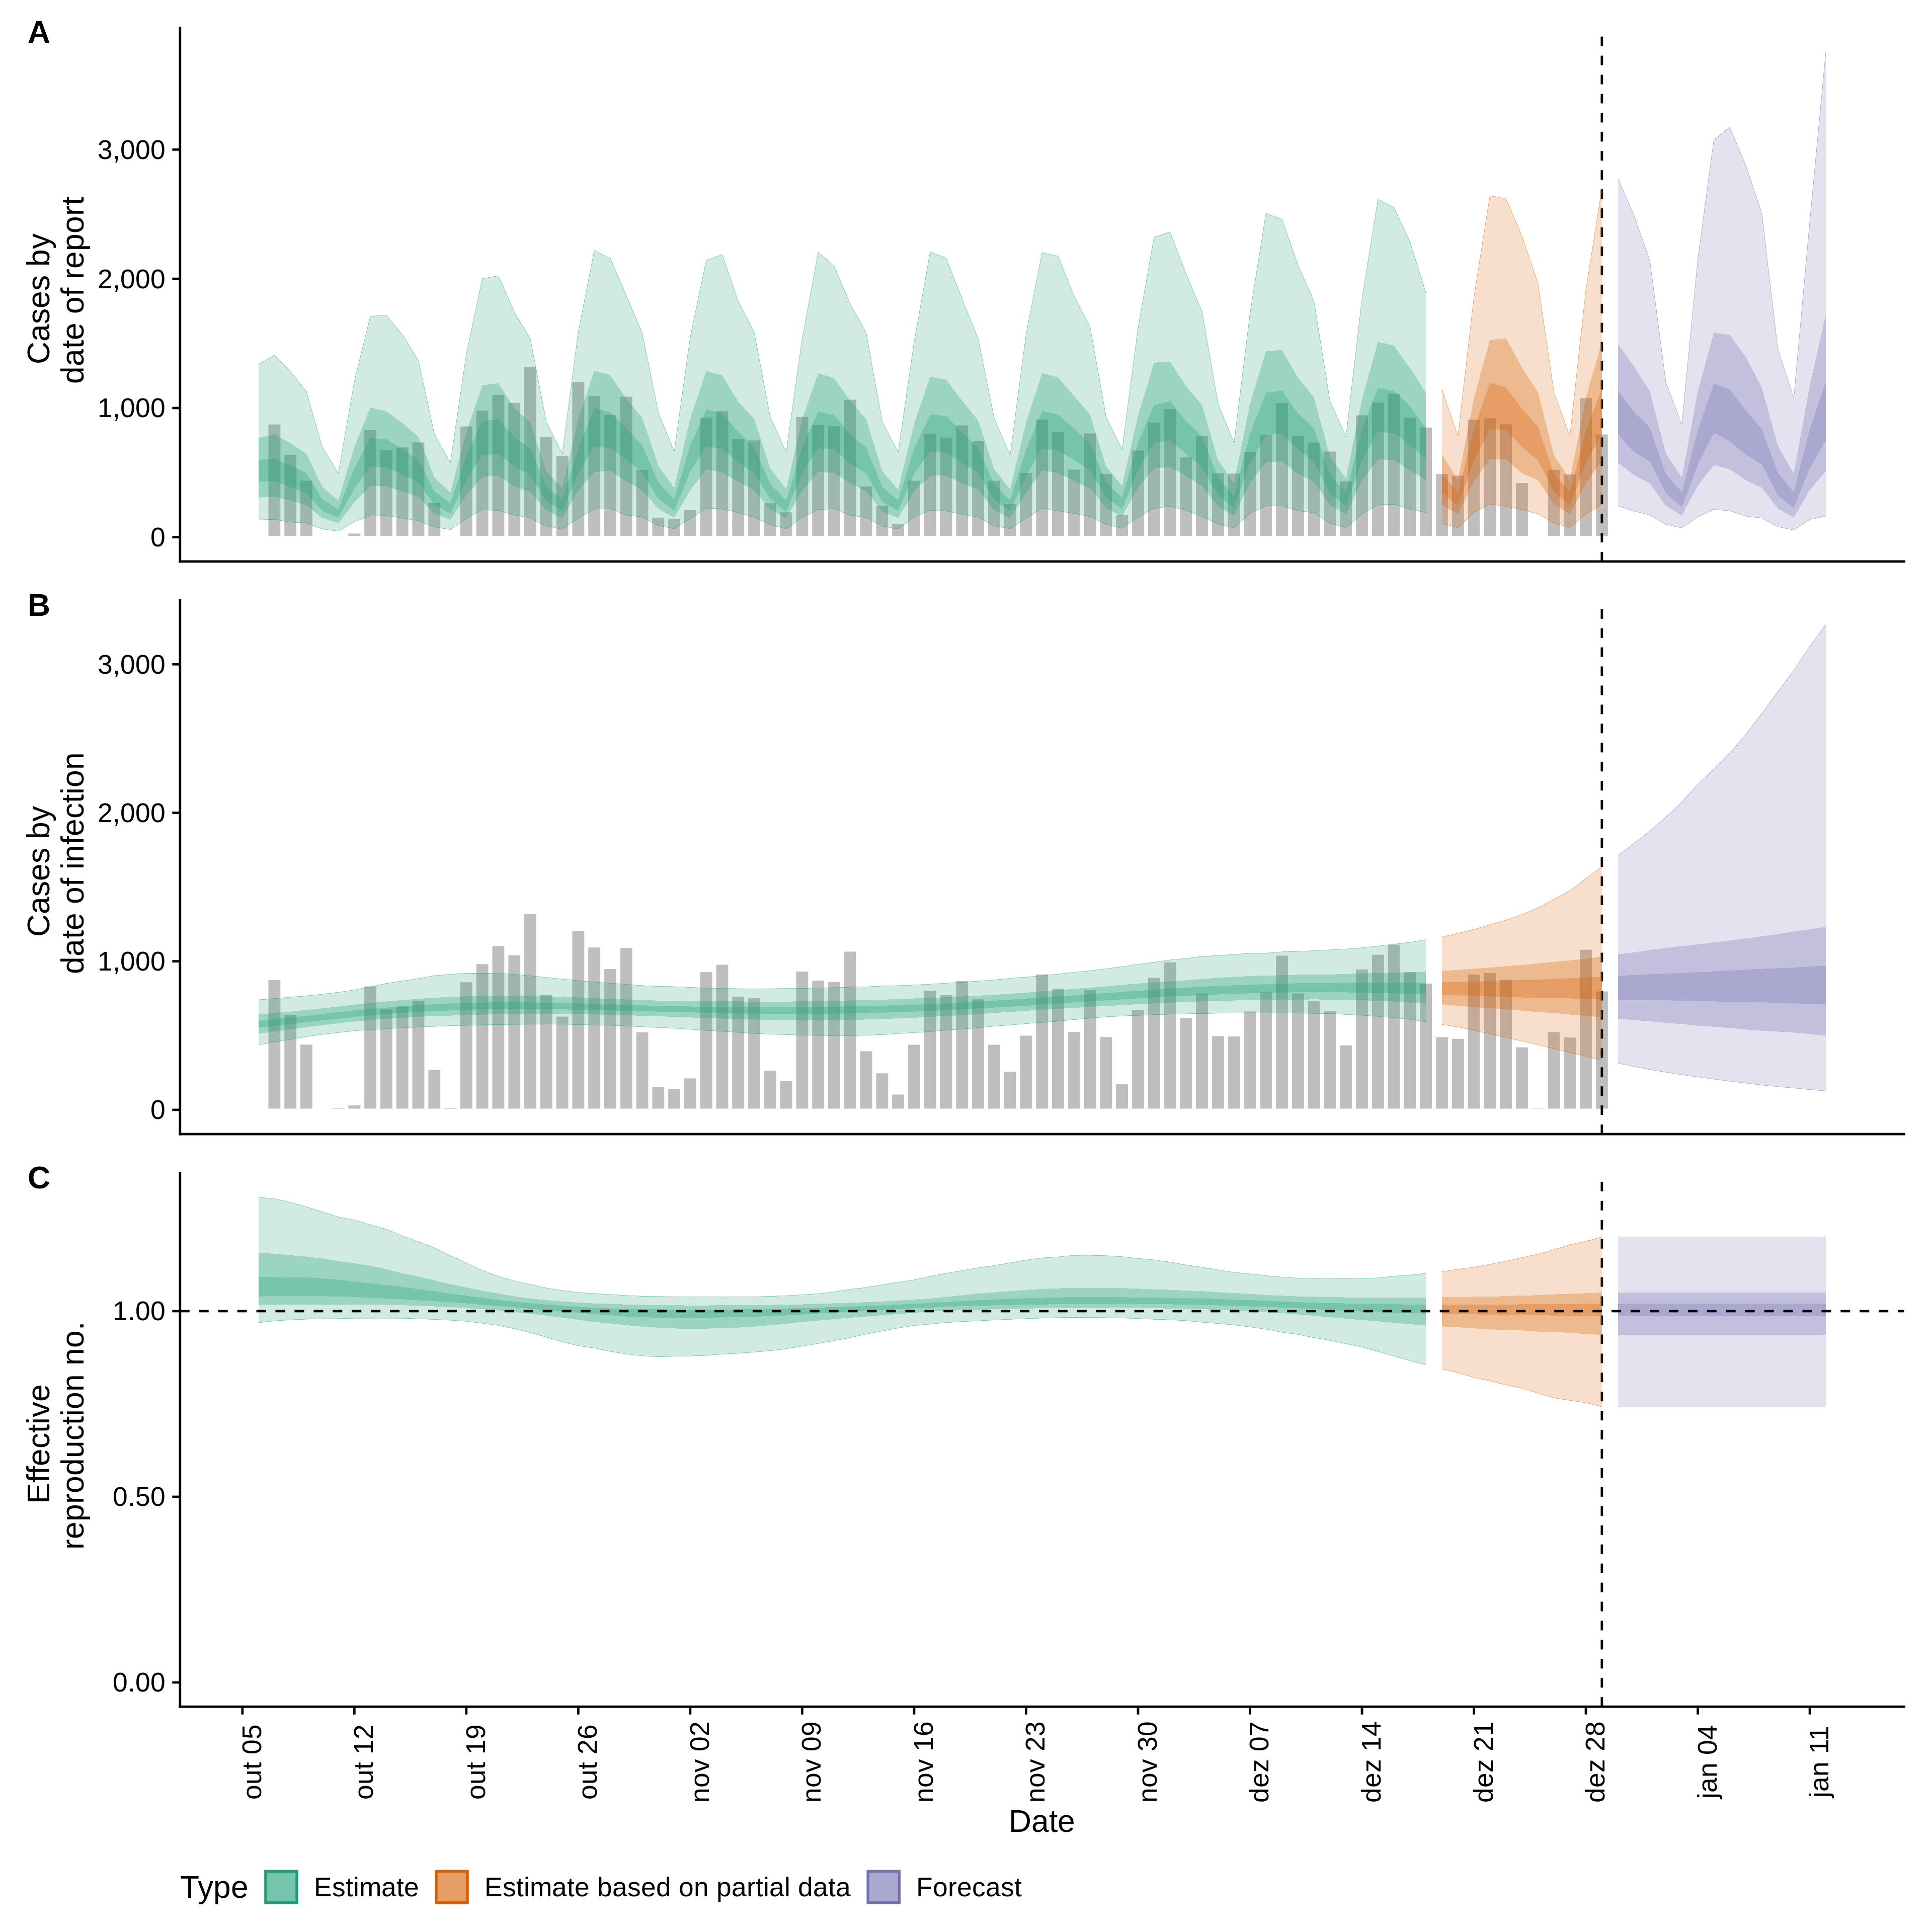 A
Cases by
date of report
3,000
2,000
1,000
0
B
Cases by
date of infection
3,000
2,000
1,000
0
C
Effective
reproduction no.
1.00
0.50
0.00
out 05
out 12
out 19
out 26
nov 02
nov 09
nov 16
nov 23
nov 30
dez 07
dez 14
dez 21
dez 28
jan 04
jan 11
Date
Type Estimate Estimate based on partial data Forecast